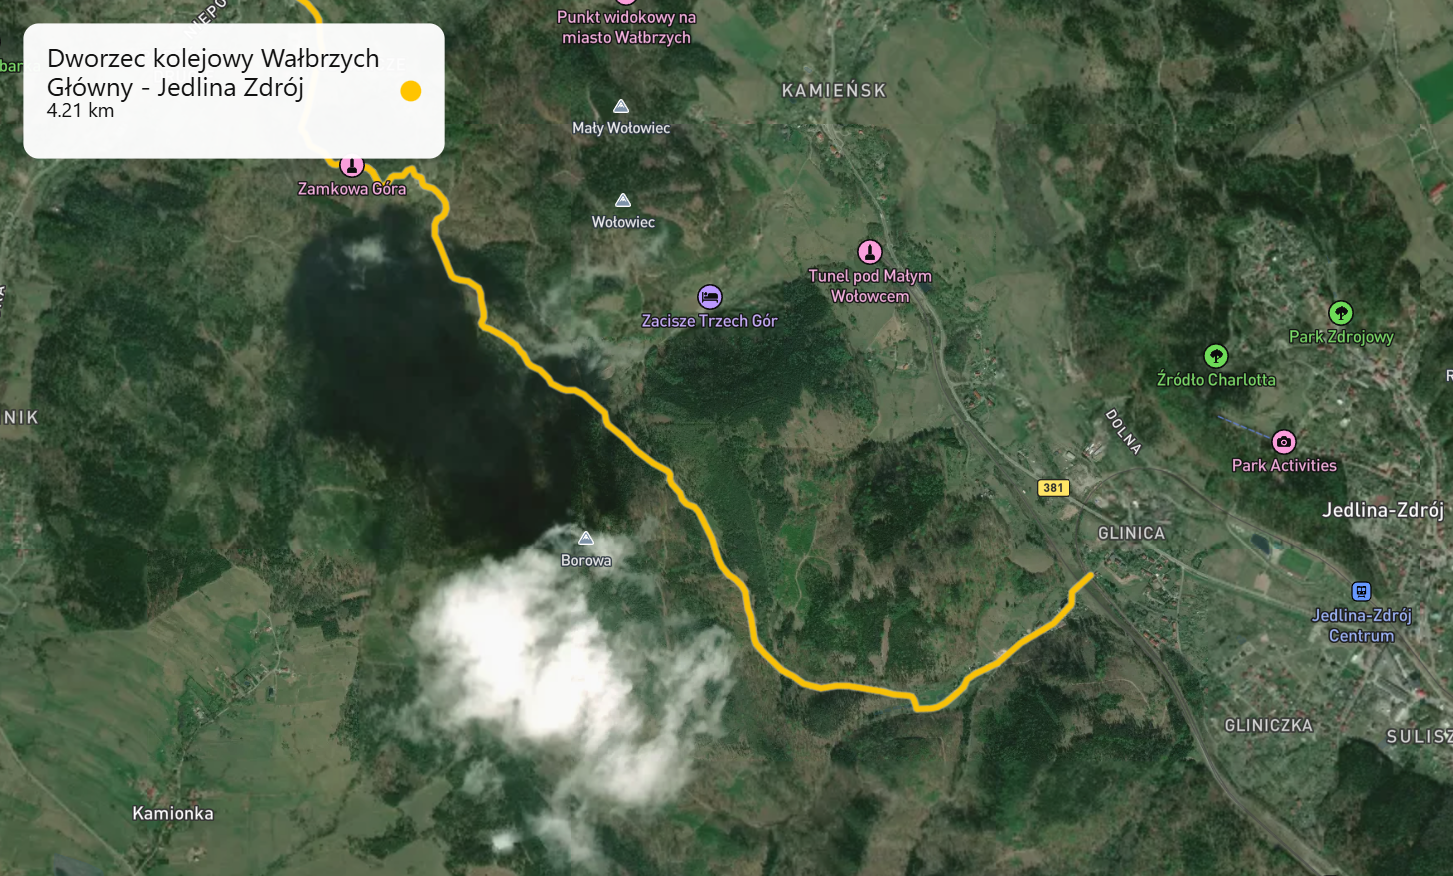 Dworzec kolejowy Wałbrzych
Główny - Jedlina Zdrój
4.21 km
Punkt widokowy na
miasto Wałbrzych
KAMIEŃSK
Mały Wołowiec
Zamkowa Góra
Wołowiec
Tunel pod Małym
Wołowcem
Zacisze Trzech Gór
Park Zdrojowy
Źródło Charlotta
DOLNA
Park Activities
381
Jedlina-Zdrój
GLINICA
Borowa
Jedlina-Zdrój
Centrum
GLINICZKA
Kamionka